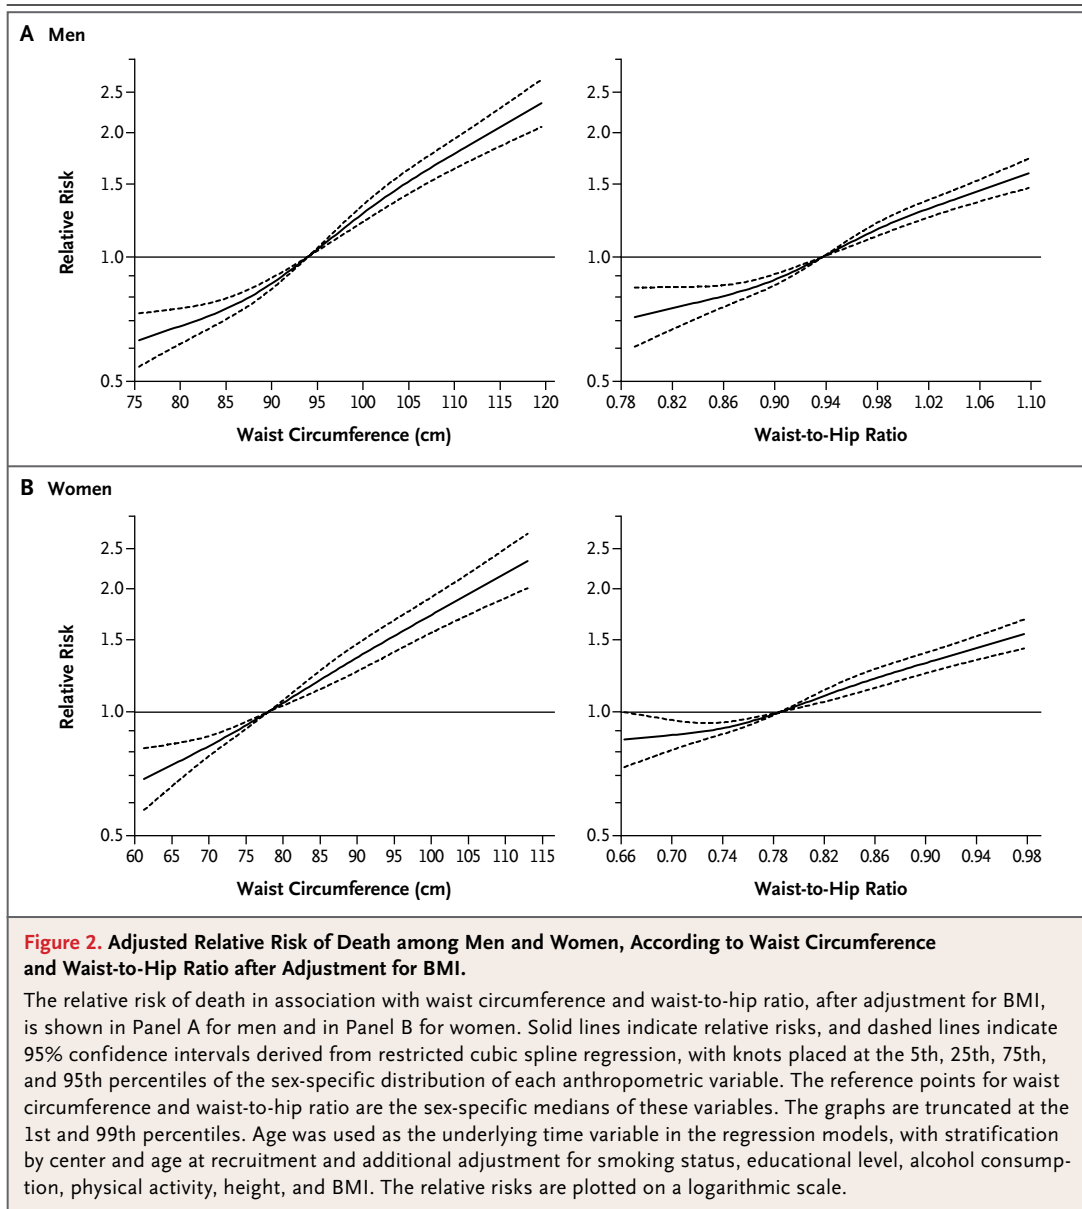 A Men
2.5
2.0
1.5
1.0
0.5
Relative Risk
75 80 85 90 95 100 105 110 115 120
Waist Circumference (cm)
2.5
2.0
1.5
1.0
0.5
0.78 0.82 0.86 0.90 0.94 0.98 1.02 1.06 1.10
Waist-to-Hip Ratio
B Women
2.5
2.0
1.5
1.0
0.5
Relative Risk
60 65 70 75 80 85 90 95 100 105 110 115
Waist Circumference (cm)
2.5
2.0
1.5
1.0
0.5
0.66 0.70 0.74 0.78 0.82 0.86 0.90 0.94 0.98
Waist-to-Hip Ratio
Figure 2. Adjusted Relative Risk of Death among Men and Women, According to Waist Circumference
and Waist-to-Hip Ratio after Adjustment for BMI.
The relative risk of death in association with waist circumference and waist-to-hip ratio, after adjustment for BMI,
is shown in Panel A for men and in Panel B for women. Solid lines indicate relative risks, and dashed lines indicate
95% confidence intervals derived from restricted cubic spline regression, with knots placed at the 5th, 25th, 75th,
and 95th percentiles of the sex-specific distribution of each anthropometric variable. The reference points for waist
circumference and waist-to-hip ratio are the sex-specific medians of these variables. The graphs are truncated at the
1st and 99th percentiles. Age was used as the underlying time variable in the regression models, with stratification
by center and age at recruitment and additional adjustment for smoking status, educational level, alcohol consump-
tion, physical activity, height, and BMI. The relative risks are plotted on a logarithmic scale.